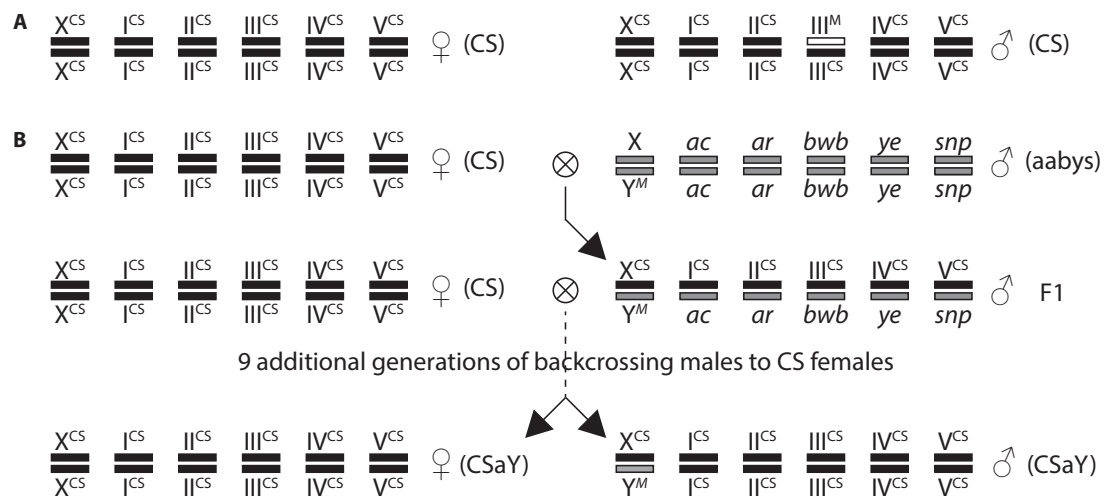 A X^CS I^CS II^CS III^CS IV^CS V^CS ♀ (CS) X^CS I^CS II^CS III^M IV^CS V^CS ♂ (CS)
X^CS I^CS II^CS III^CS IV^CS V^CS X^CS I^CS II^CS III^CS IV^CS V^CS
B X^CS I^CS II^CS III^CS IV^CS V^CS ♀ (CS) X ac ar bwb ye snp ♂ (aabys)
X^CS I^CS II^CS III^CS IV^CS V^CS Y^M ac ar bwb ye snp
X^CS I^CS II^CS III^CS IV^CS V^CS ♀ (CS) X^CS I^CS II^CS III^CS IV^CS V^CS ♂ F1
X^CS I^CS II^CS III^CS IV^CS V^CS Y^M ac ar bwb ye snp
9 additional generations of backcrossing males to CS females
X^CS I^CS II^CS III^CS IV^CS V^CS ♀ (CSaY) X^CS I^CS II^CS III^CS IV^CS V^CS ♂ (CSaY)
X^CS I^CS II^CS III^CS IV^CS V^CS Y^M I^CS II^CS III^CS IV^CS V^CS